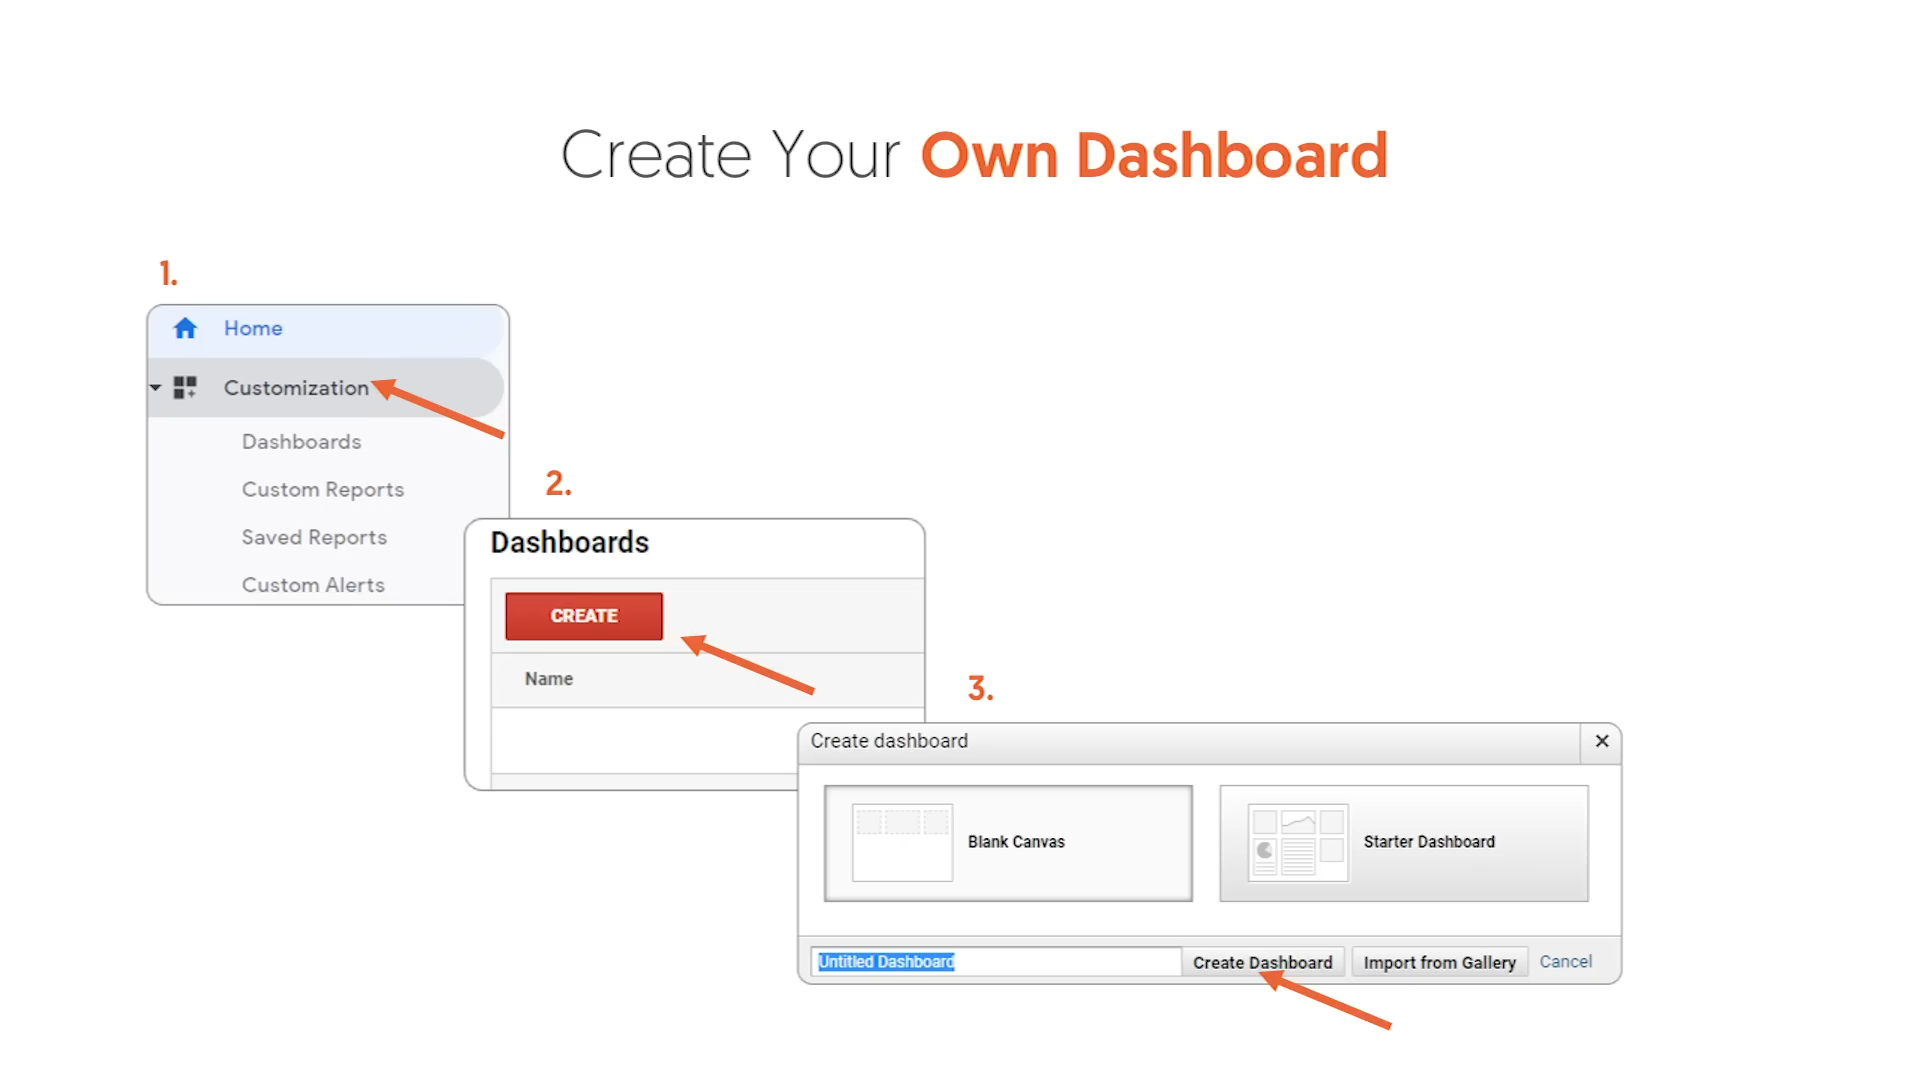 Create Your Own Dashboard
1.
Home
Customization
Dashboards
Custom Reports
Saved Reports
Custom Alerts
2.
Dashboards
CREATE
Name
3.
Create dashboard
Blank Canvas
Starter Dashboard
Untitled Dashboard Create Dashboard Import from Gallery Cancel